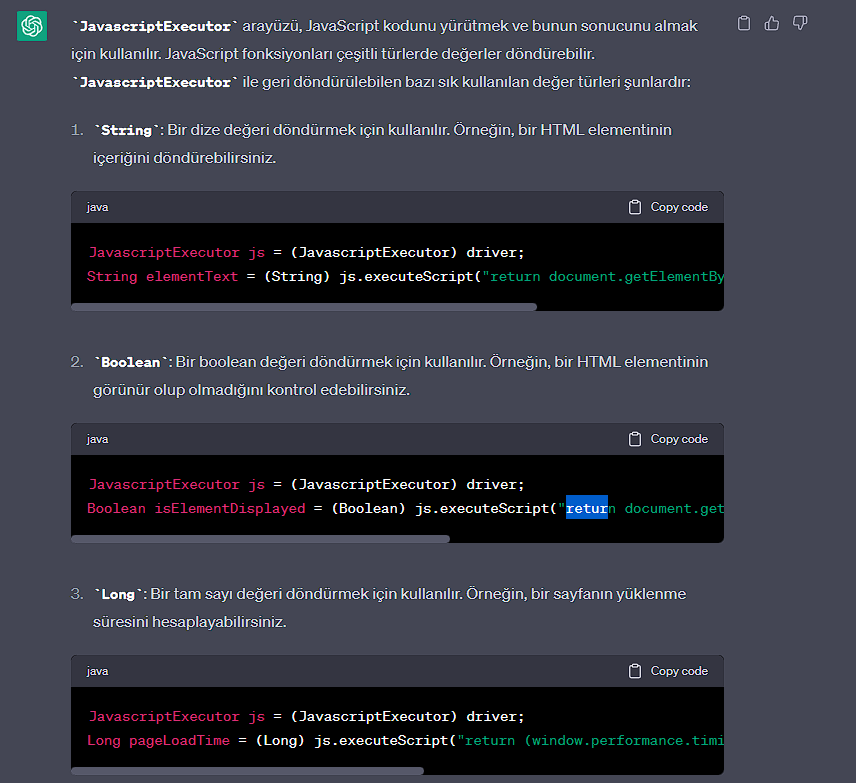 `JavascriptExecutor` arayüzü, JavaScript kodunu yürütmek ve bunun sonucunu almak
için kullanılır. JavaScript fonksiyonları çeşitli türlerde değerler döndürebilir.
`JavascriptExecutor` ile geri döndürülebilen bazı sık kullanılan değer türleri şunlardır:
1. `String`: Bir dize değeri döndürmek için kullanılır. Örneğin, bir HTML elementinin
içeriğini döndürebilirsiniz.
java Copy code
JavascriptExecutor js = (JavascriptExecutor) driver;
String elementText = (String) js.executeScript("return document.getElementBy
2. `Boolean`: Bir boolean değeri döndürmek için kullanılır. Örneğin, bir HTML elementinin
görünür olup olmadığını kontrol edebilirsiniz.
java Copy code
JavascriptExecutor js = (JavascriptExecutor) driver;
Boolean isElementDisplayed = (Boolean) js.executeScript("return document.get
3. `Long`: Bir tam sayı değeri döndürmek için kullanılır. Örneğin, bir sayfanın yüklenme
süresini hesaplayabilirsiniz.
java Copy code
JavascriptExecutor js = (JavascriptExecutor) driver;
Long pageLoadTime = (Long) js.executeScript("return (window.performance.timi